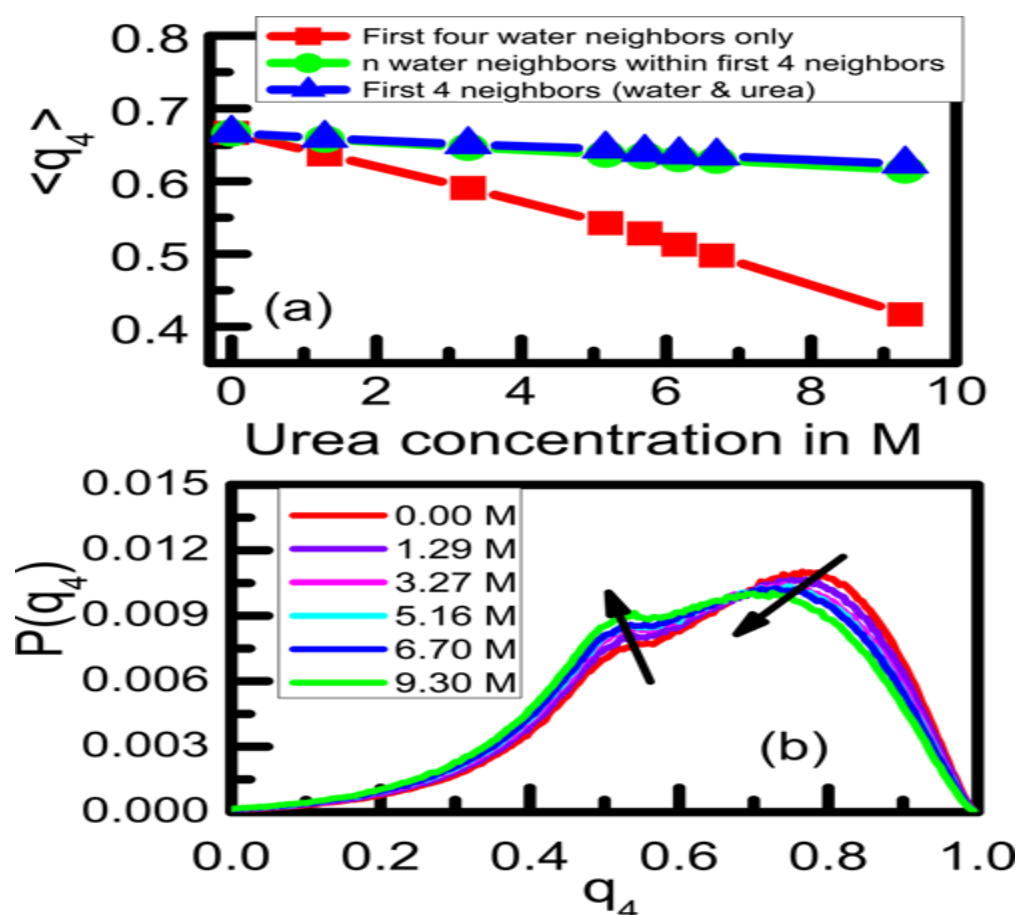 0.8
First four water neighbors only
n water neighbors within first 4 neighbors
First 4 neighbors (water & urea)
0.7
<q4>
0.6
0.5
(a)
0.4
0 2 4 6 8 10
Urea concentration in M
0.015
0.00 M
0.012
1.29 M
3.27 M
P(q4)
0.009
5.16 M
0.006
6.70 M
9.30 M
0.003
(b)
0.000
0.0 0.2 0.4 0.6 0.8 1.0
q4